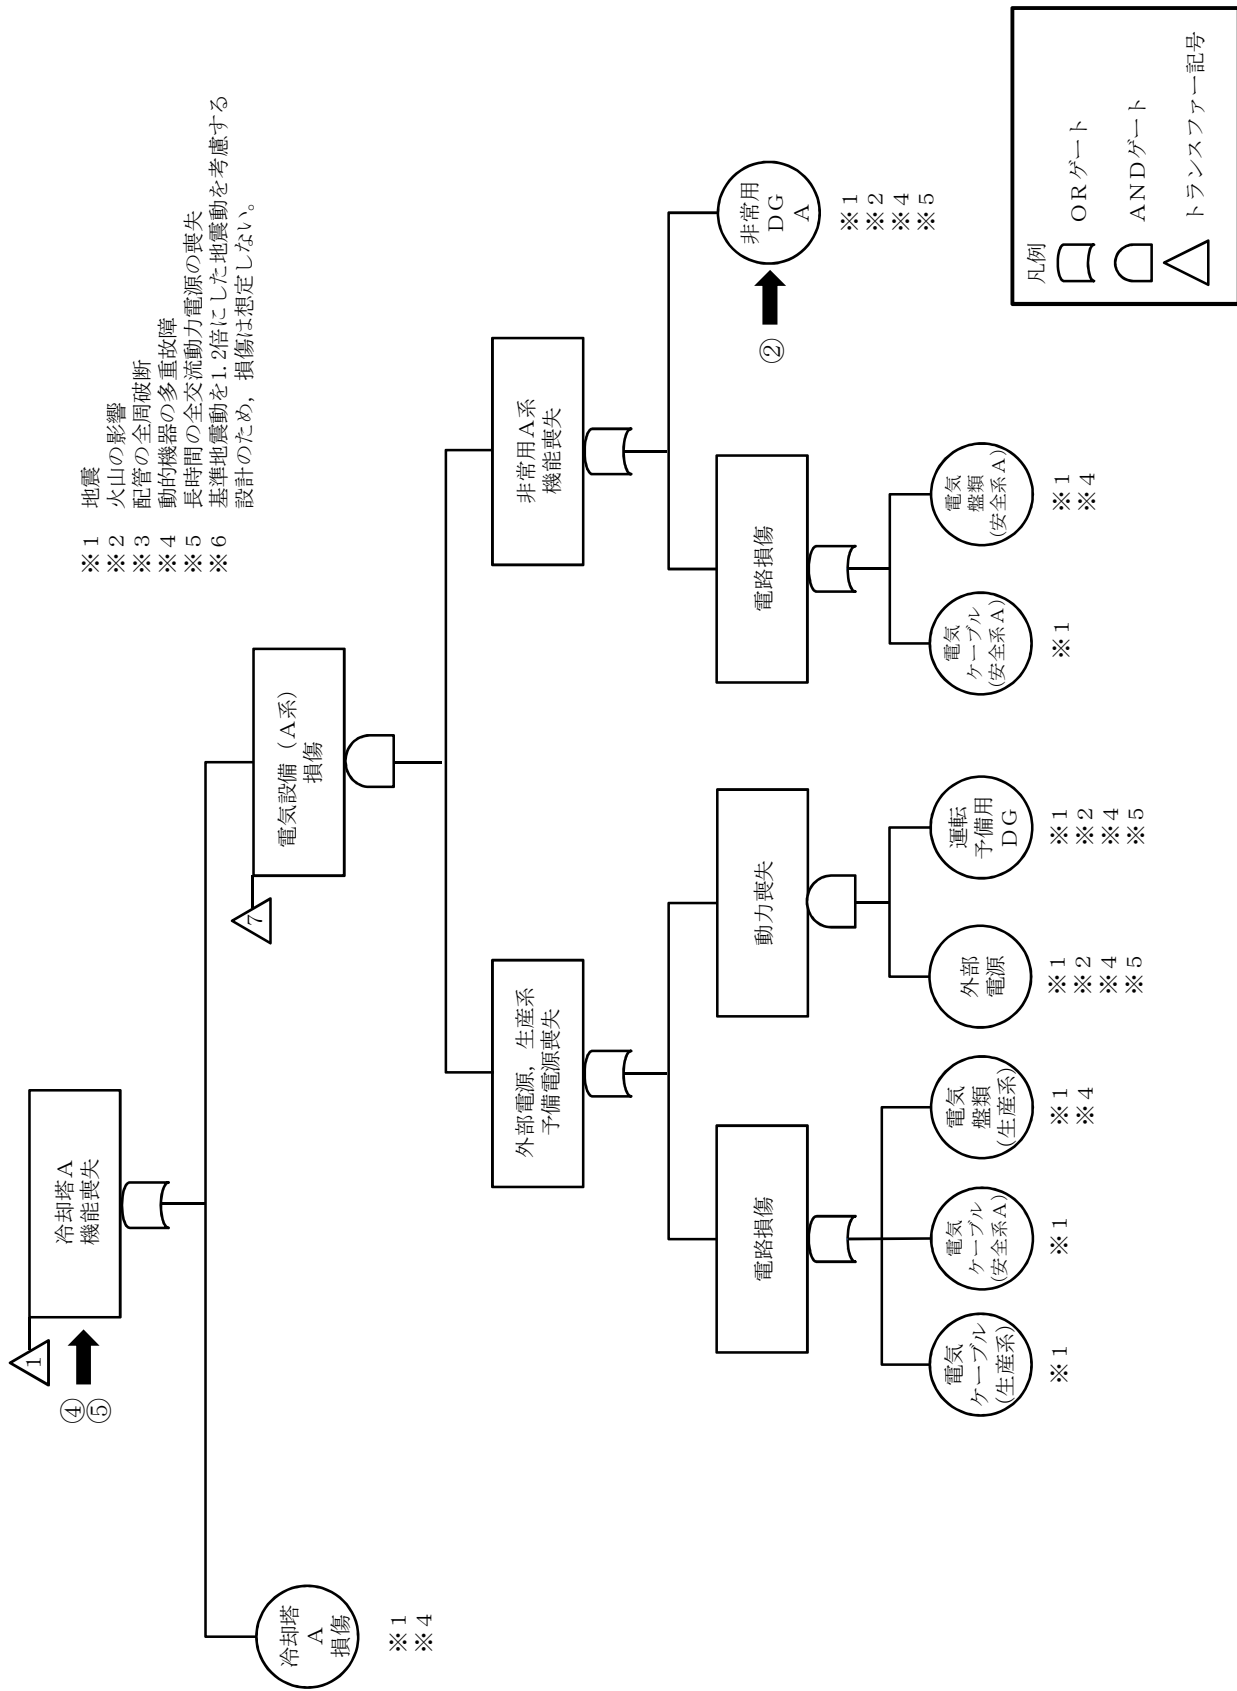 1
④
⑤
冷却塔A
機能喪失
※1 地震
※2 火山の影響
※3 配管の全周破断
※4 動的機器の多重故障
※5 長時間の全交流動力電源の喪失
※6 基準地震動を1.2倍にした地震動を考慮する
設計のため，損傷は想定しない。
冷却塔
A
損傷
※1
※4
7
電気設備（A系）
損傷
外部電源，生産系
予備電源喪失
非常用A系
機能喪失
電路損傷
動力喪失
電路損傷
②
非常用
DG
A
※1
※2
※4
※5
電気
ケーブル
(生産系)
※1
電気
ケーブル
(安全系A)
※1
電気
盤類
(生産系)
※1
※4
外部
電源
※1
※2
※4
※5
運転
予備用
DG
※1
※2
※4
※5
電気
ケーブル
(安全系A)
※1
電気
盤類
(安全系A)
※1
※4
凡例
ORゲート
ANDゲート
トランスファー記号